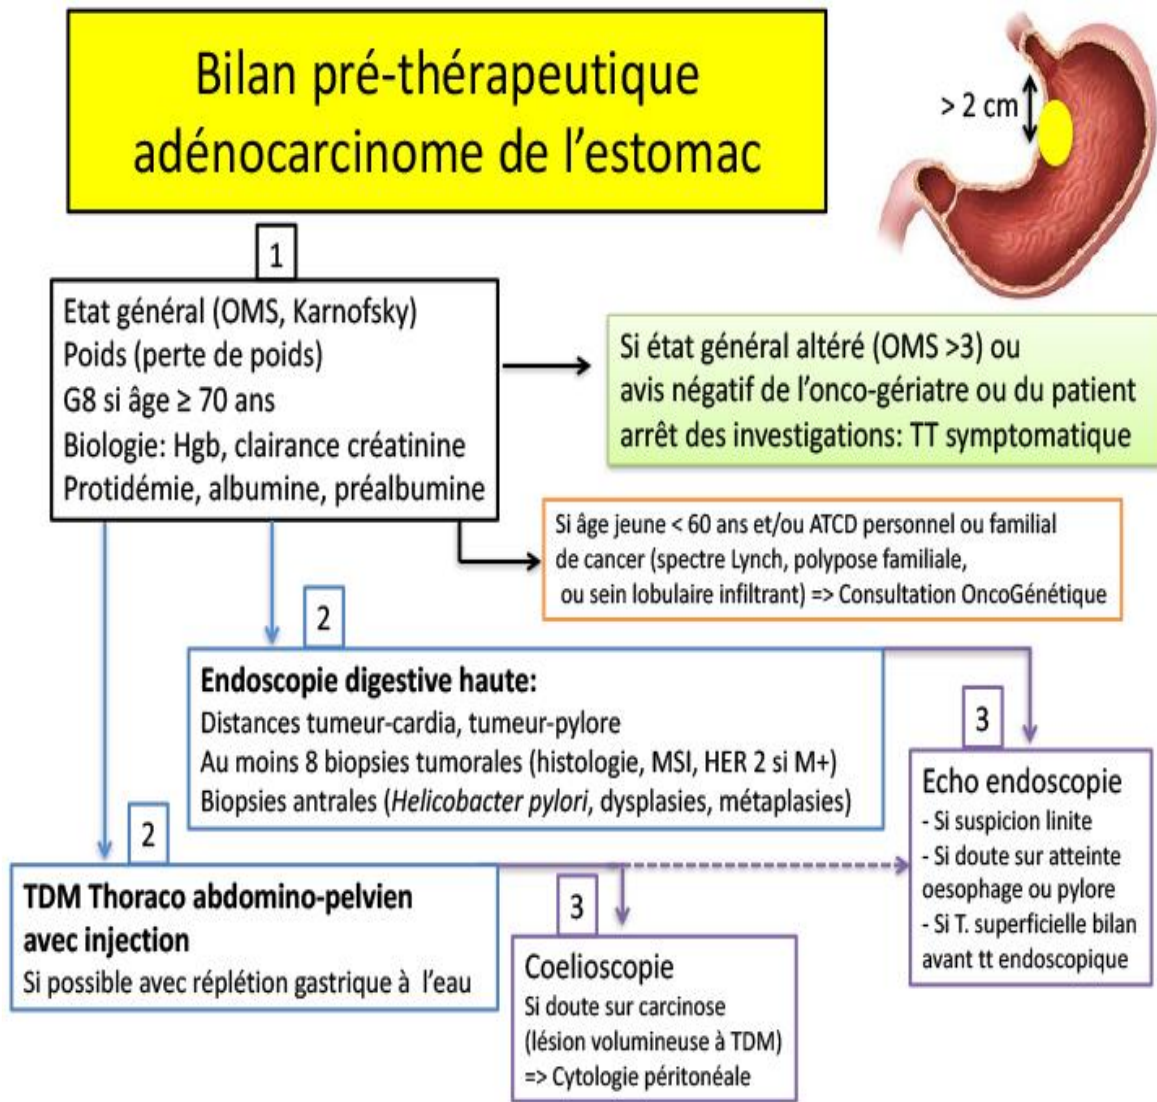 Bilan pré-thérapeutique
adénocarcinome de l’estomac
> 2 cm
1
Etat général (OMS, Karnofsky)
Poids (perte de poids)
G8 si âge ≥ 70 ans
Biologie: Hgb, clairance créatinine
Protidémie, albumine, préalbumine
Si état général altéré (OMS >3) ou
avis négatif de l’onco-gériatre ou du patient
arrêt des investigations: TT symptomatique
Si âge jeune < 60 ans et/ou ATCD personnel ou familial
de cancer (spectre Lynch, polypose familiale,
ou sein lobulaire infiltrant) => Consultation OncoGénétique
2
Endoscopie digestive haute:
Distances tumeur-cardia, tumeur-pylore
Au moins 8 biopsies tumorales (histologie, MSI, HER 2 si M+)
Biopsies antrales (Helicobacter pylori, dysplasies, métaplasies)
3
Echo endoscopie
- Si suspicion linite
- Si doute sur atteinte
oesophage ou pylore
- Si T. superficielle bilan
avant tt endoscopique
2
TDM Thoraco abdomino-pelvien
avec injection
Si possible avec réplétion gastrique à l’eau
3
Coelioscopie
Si doute sur carcinose
(lésion volumineuse à TDM)
=> Cytologie péritonéale